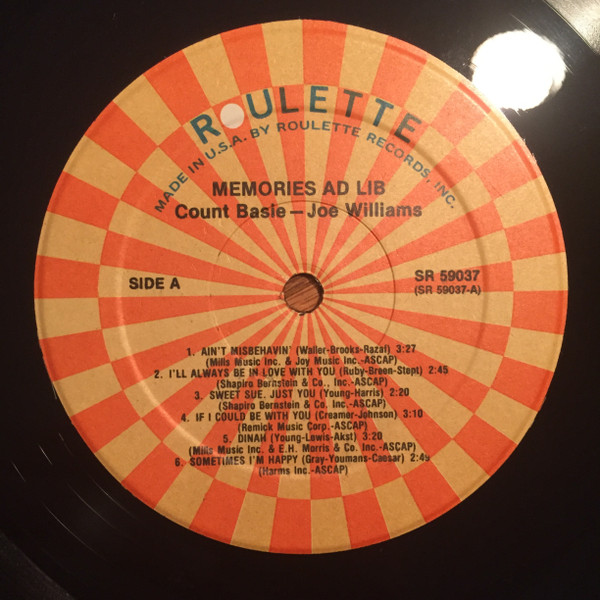 ROULETTE
MADE IN U.S.A. BY ROULETTE RECORDS, INC.
MEMORIES AD LIB
Count Basie – Joe Williams
SIDE A
SR 59037
(SR 59037-A)
1. AIN'T MISBEHAVIN' (Waller-Brooks-Razaf) 3:27
(Mills Music Inc. & Joy Music Inc.-ASCAP)
2. I'LL ALWAYS BE IN LOVE WITH YOU (Ruby-Breen-Stept) 2:45
(Shapiro Bernstein & Co., Inc.-ASCAP)
3. SWEET SUE, JUST YOU (Young-Harris) 2:20
(Shapiro Bernstein & Co. Inc.-ASCAP)
4. IF I COULD BE WITH YOU (Creamer-Johnson) 3:10
(Remick Music Corp.-ASCAP)
5. DINAH (Young-Lewis-Akst) 3:20
(Mills Music Inc. & E.H. Morris & Co. Inc.-ASCAP)
6. SOMETIMES I'M HAPPY (Gray-Youmans-Caesar) 2:49
(Harms Inc.-ASCAP)